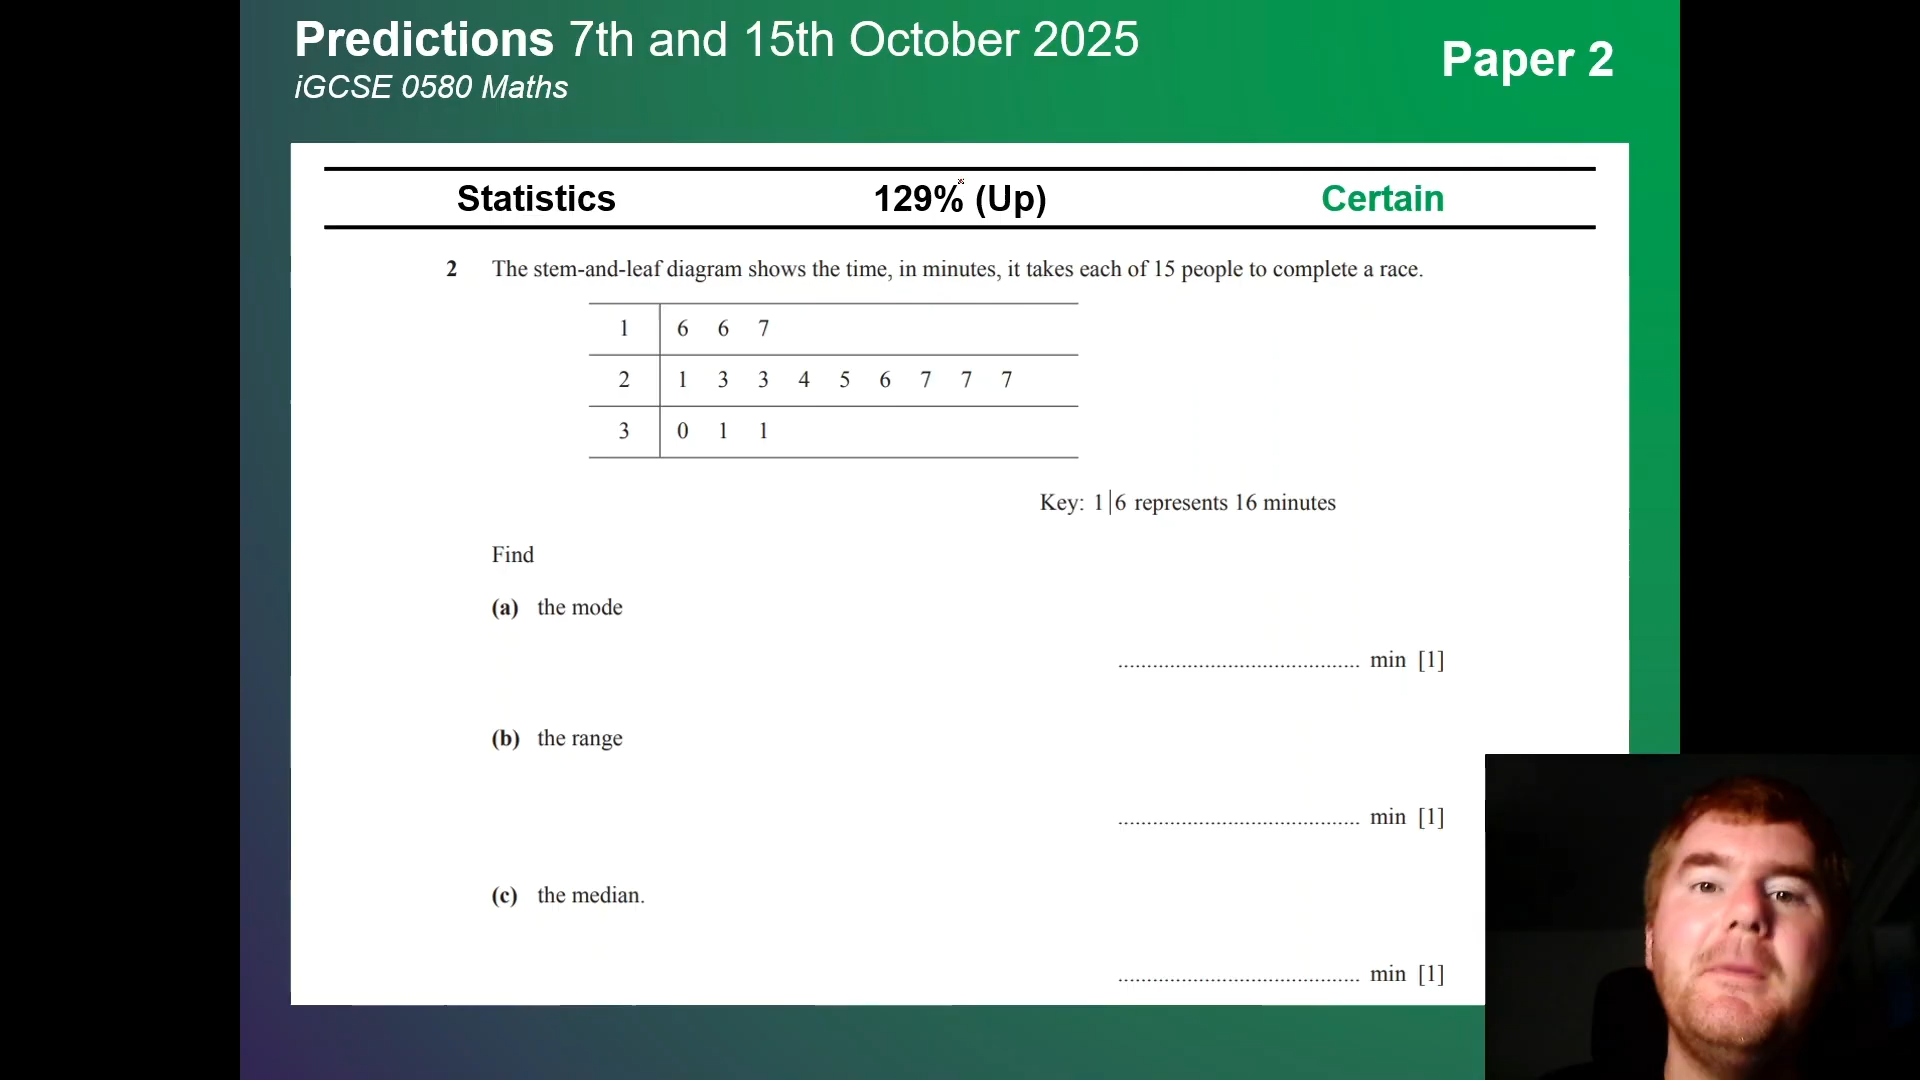 Predictions 7th and 15th October 2025
iGCSE 0580 Maths
Paper 2
Statistics 129% (Up) Certain
2 The stem-and-leaf diagram shows the time, in minutes, it takes each of 15 people to complete a race.
1 6 6 7
2 1 3 3 4 5 6 7 7 7
3 0 1 1
Key: 1|6 represents 16 minutes
Find
(a) the mode
........................................ min [1]
(b) the range
........................................ min [1]
(c) the median.
........................................ min [1]